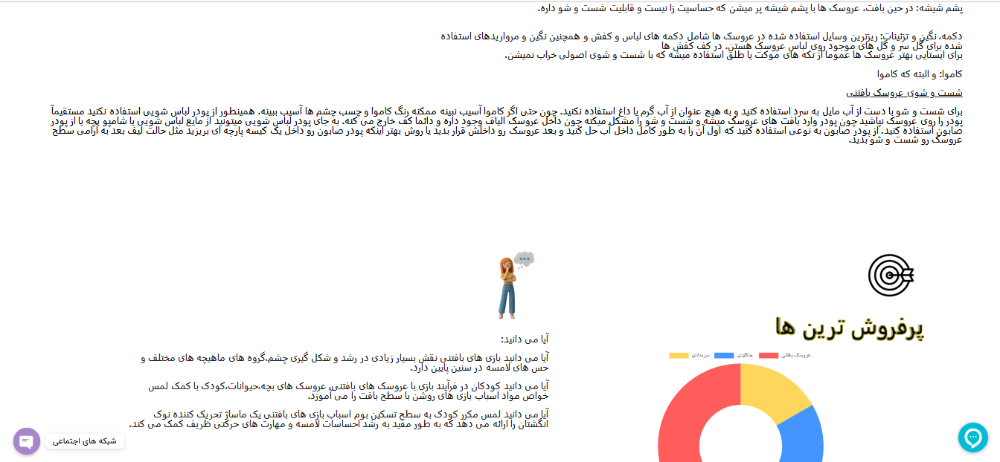 پشم شیشه: در حین بافت، عروسک ها با پشم شیشه پر میشن که حساسیت زا نیست و قابلیت شست و شو داره.
دکمه، نگین و تزئینات: ریزترین وسایل استفاده شده در عروسک ها شامل دکمه های لباس و کفش و همچنین نگین و مرواریدهای استفاده
شده برای گل سر و گل های موجود روی لباس عروسک هستن. در کف کفش ها
برای ایستایی بهتر عروسک ها عموما از تکه های موکت یا طلق استفاده میشه که با شست و شوی اصولی خراب نمیشن.
کاموا: و البته که کاموا
شست و شوی عروسک بافتنی
برای شست و شو با دست از آب مایل به سرد استفاده کنید و به هیچ عنوان از آب گرم یا داغ استفاده نکنید. چون حتی اگر کاموا آسیب نبینه ممکنه رنگ کاموا و چسب چشم ها آسیب ببینه. همینطور از پودر لباس شویی استفاده نکنید مستقیماً
پودر را روی عروسک نپاشید چون پودر وارد بافت های عروسک میشه و شست و شو را مشکل میکنه چون داخل عروسک الیاف وجود داره و دائما کف خارج می کنه. به جای پودر لباس شویی میتونید از مایع لباس شویی یا شامپو بچه یا از پودر
صابون استفاده کنید. از پودر صابون به نوعی استفاده کنید که اول آن را به طور کامل داخل آب حل کنید و بعد عروسک رو داخلش قرار بدید یا روش بهتر اینکه پودر صابون رو داخل یک کیسه پارچه ای بریزید مثل حالت لیف بعد به آرامی سطح
عروسک رو شست و شو بدید.
پرفروش ترین ها
عروسک بافتنی
جاکلیدی
سرمدادی
آیا می دانید:
آیا می دانید بازی های بافتنی نقش بسیار زیادی در رشد و شکل گیری چشم،گروه های ماهیچه های مختلف و
حس های لامسه در سنین پایین دارد.
آیا می دانید کودکان در فرآیند بازی با عروسک های بافتنی عروسک های بچه،حیوانات،کودک با کمک لمس
خواص مواد اسباب بازی های روشن با سطح بافت را می آموزد.
آیا می دانید لمس مکرر کودک به سطح تسکین بوم اسباب بازی های بافتنی یک ماساژ تحریک کننده نوک
انگشتان را ارائه می دهد که به طور مفید به رشد احساسات لامسه و مهارت های حرکتی ظریف کمک می کند.
شبکه های اجتماعی